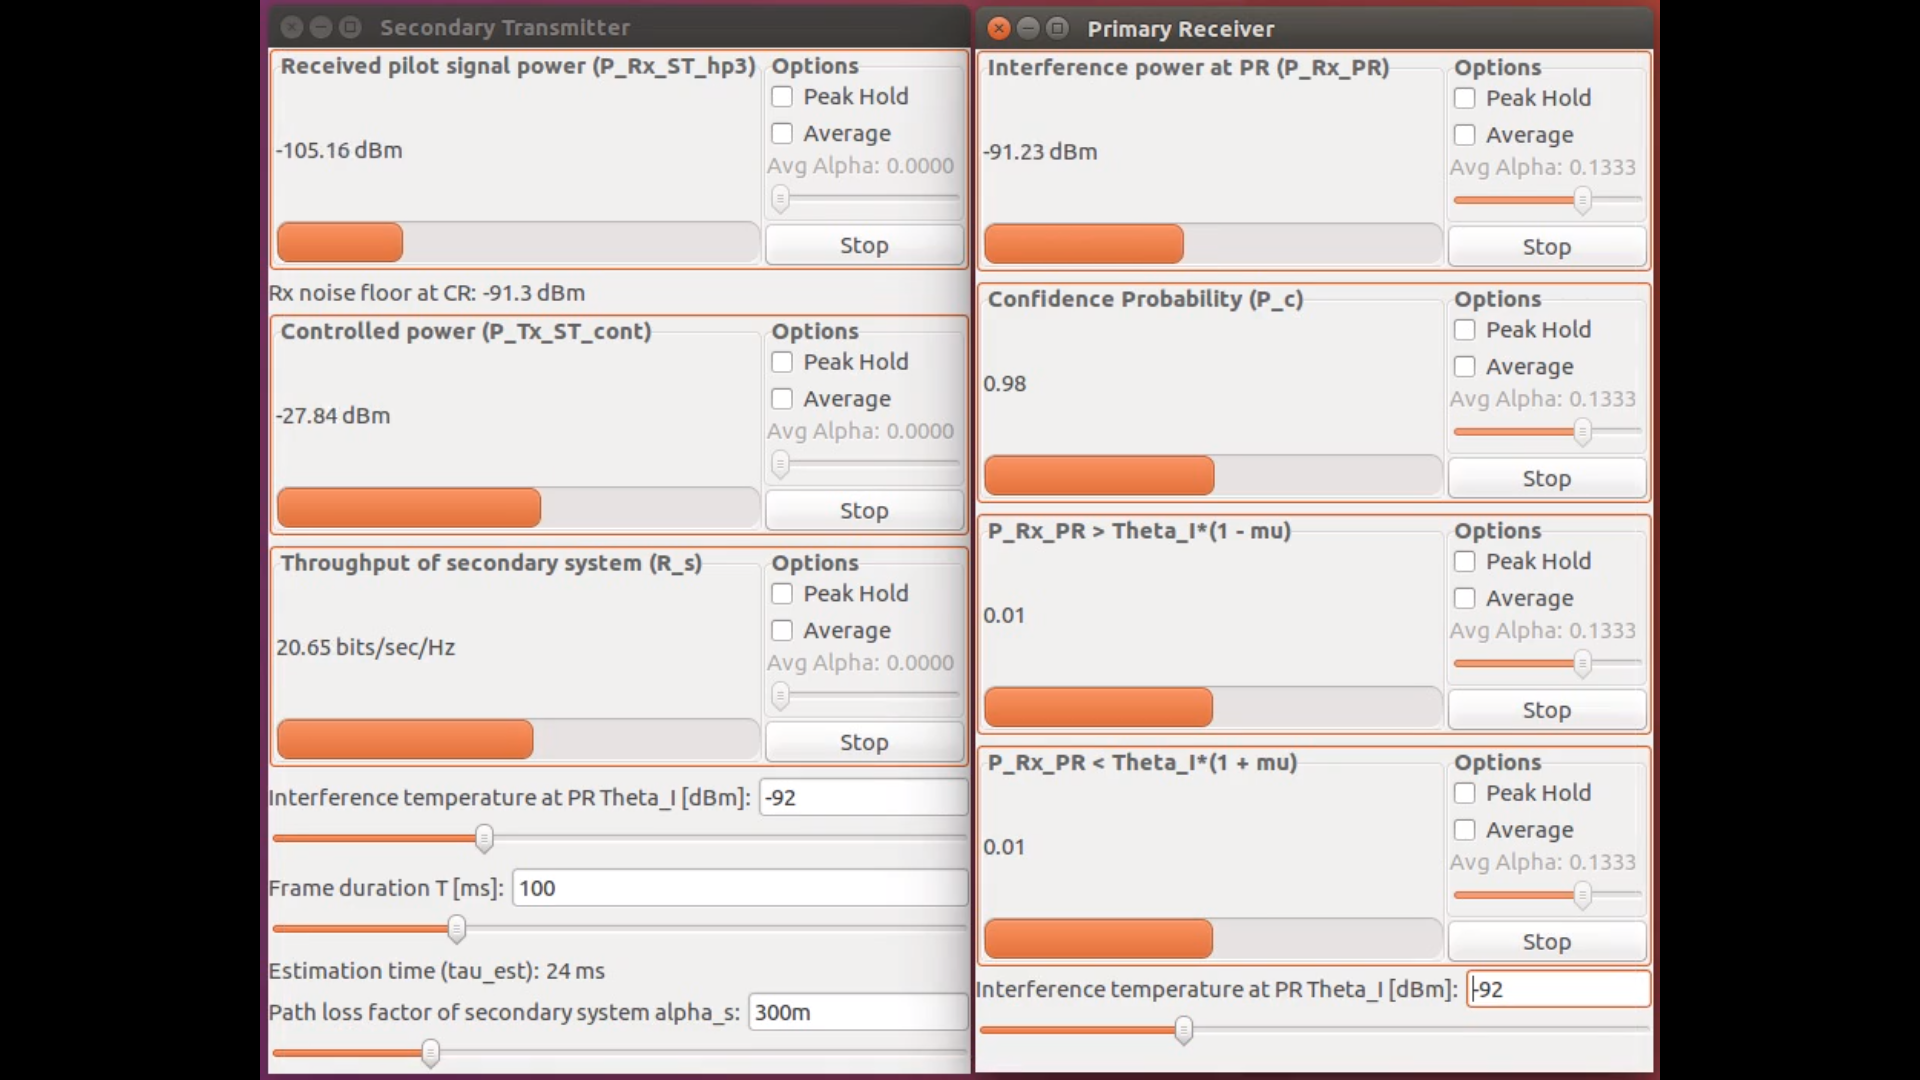 Secondary Transmitter
Received pilot signal power (P_Rx_ST_hp3)
Options
Peak Hold
-105.16 dBm
Average
Avg Alpha: 0.0000
Stop
Rx noise floor at CR: -91.3 dBm
Controlled power (P_Tx_ST_cont)
Options
Peak Hold
-27.84 dBm
Average
Avg Alpha: 0.0000
Stop
Throughput of secondary system (R_s)
Options
Peak Hold
20.65 bits/sec/Hz
Average
Avg Alpha: 0.0000
Stop
Interference temperature at PR Theta_I [dBm]: -92
Frame duration T [ms]: 100
Estimation time (tau_est): 24 ms
Path loss factor of secondary system alpha_s: 300m
Primary Receiver
Interference power at PR (P_Rx_PR)
Options
Peak Hold
-91.23 dBm
Average
Avg Alpha: 0.1333
Stop
Confidence Probability (P_c)
Options
Peak Hold
0.98
Average
Avg Alpha: 0.1333
Stop
P_Rx_PR > Theta_I*(1 - mu)
Options
Peak Hold
0.01
Average
Avg Alpha: 0.1333
Stop
P_Rx_PR < Theta_I*(1 + mu)
Options
Peak Hold
0.01
Average
Avg Alpha: 0.1333
Stop
Interference temperature at PR Theta_I [dBm]: -92